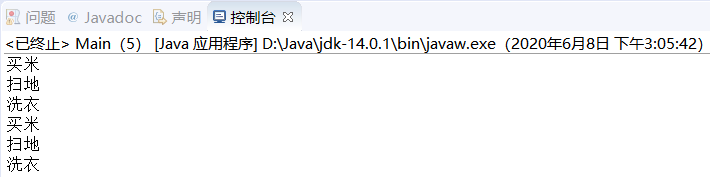 问题 @ Javadoc 声明 控制台
<已终止> Main（5） [Java 应用程序] D:\Java\jdk-14.0.1\bin\javaw.exe（2020年6月8日 下午3:05:42）
买米
扫地
洗衣
买米
扫地
洗衣